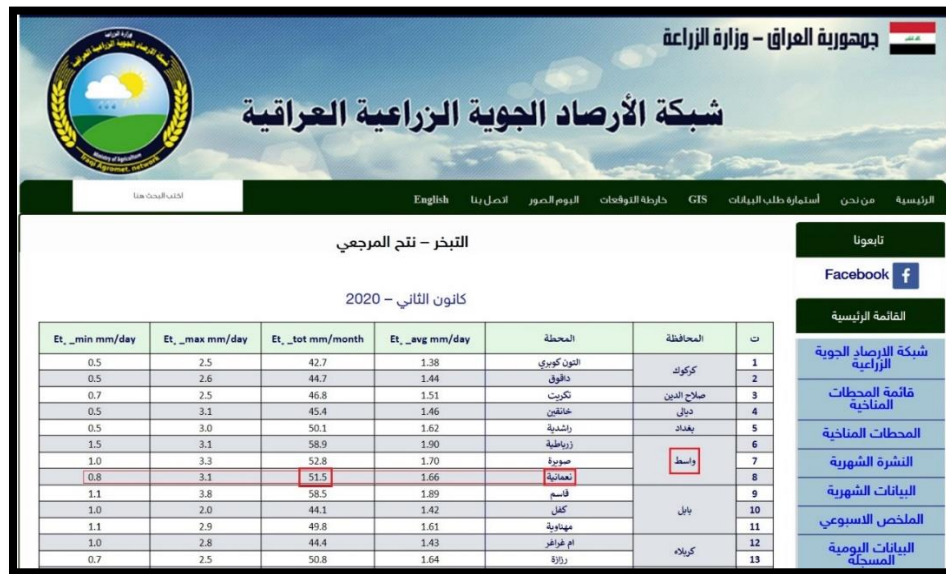 جمهورية العراق – وزارة الزراعة
شبكة الأرصاد الجوية الزراعية العراقية
Ministry of Agriculture
Iraqi Agromet. network
الرئيسية من نحن أستمارة طلب البيانات GIS خارطة التوقعات البوم الصور اتصل بنا English
اكتب البحث هنا
تابعونا
Facebook
القائمة الرئيسية
شبكة الارصاد الجوية الزراعية
قائمة المحطات المناخية
المحطات المناخية
النشرة الشهرية
البيانات الشهرية
الملخص الاسبوعي
البيانات اليومية المسجلة
التبخر – نتح المرجعي
كانون الثاني – 2020
ت المحافظة المحطة Et._avg mm/day Et._tot mm/month Et._max mm/day Et._min mm/day
1 كركوك التون كوبري 1.38 42.7 2.5 0.5
2 داقوق 1.44 44.7 2.6 0.5
3 صلاح الدين تكريت 1.51 46.8 2.5 0.7
4 ديالى خانقين 1.46 45.4 3.1 0.5
5 بغداد راشدية 1.62 50.1 3.0 0.5
6 واسط زرباطية 1.90 58.9 3.1 1.5
7 صويرة 1.70 52.8 3.3 1.0
8 نعمانية 1.66 51.5 3.1 0.8
9 بابل قاسم 1.89 58.5 3.8 1.1
10 كفل 1.42 44.1 2.0 1.0
11 مهناوية 1.61 49.8 2.9 1.1
12 كربلاء ام غراغر 1.43 44.4 2.8 1.0
13 رزازة 1.64 50.8 2.5 0.7